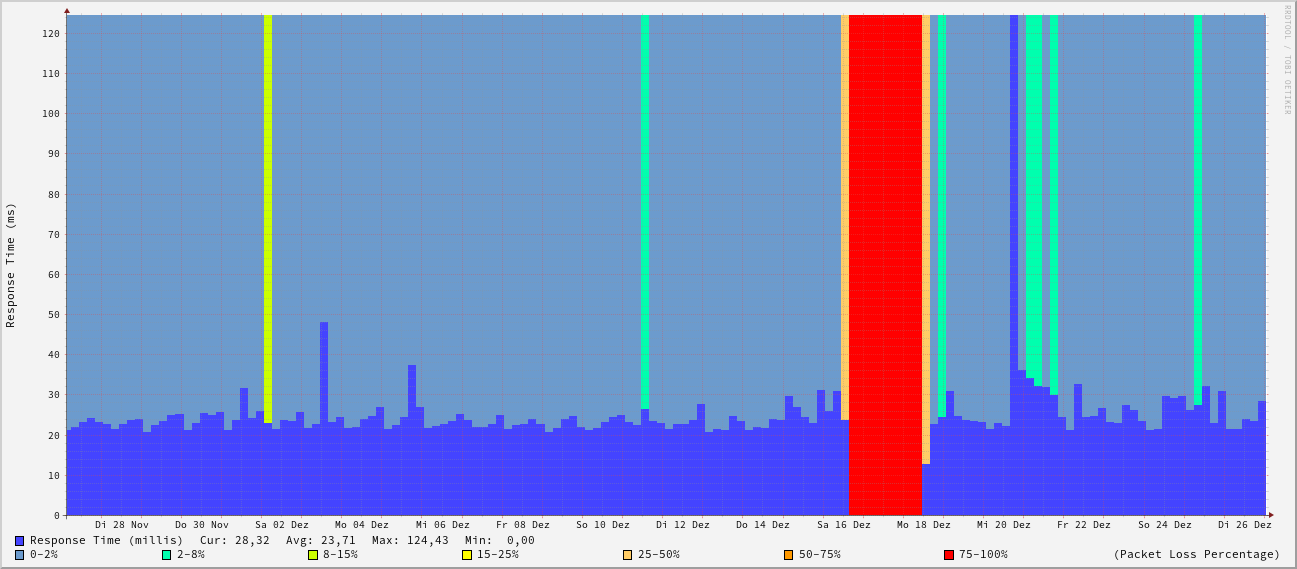 RRDTOOL / TOBI OETIKER
Response Time (ms)
120
110
100
90
80
70
60
50
40
30
20
10
0
Di 28 Nov Do 30 Nov Sa 02 Dez Mo 04 Dez Mi 06 Dez Fr 08 Dez So 10 Dez Di 12 Dez Do 14 Dez Sa 16 Dez Mo 18 Dez Mi 20 Dez Fr 22 Dez So 24 Dez Di 26 Dez
Response Time (millis) Cur: 28,32 Avg: 23,71 Max: 124,43 Min: 0,00
0-2% 2-8% 8-15% 15-25% 25-50% 50-75% 75-100% (Packet Loss Percentage)